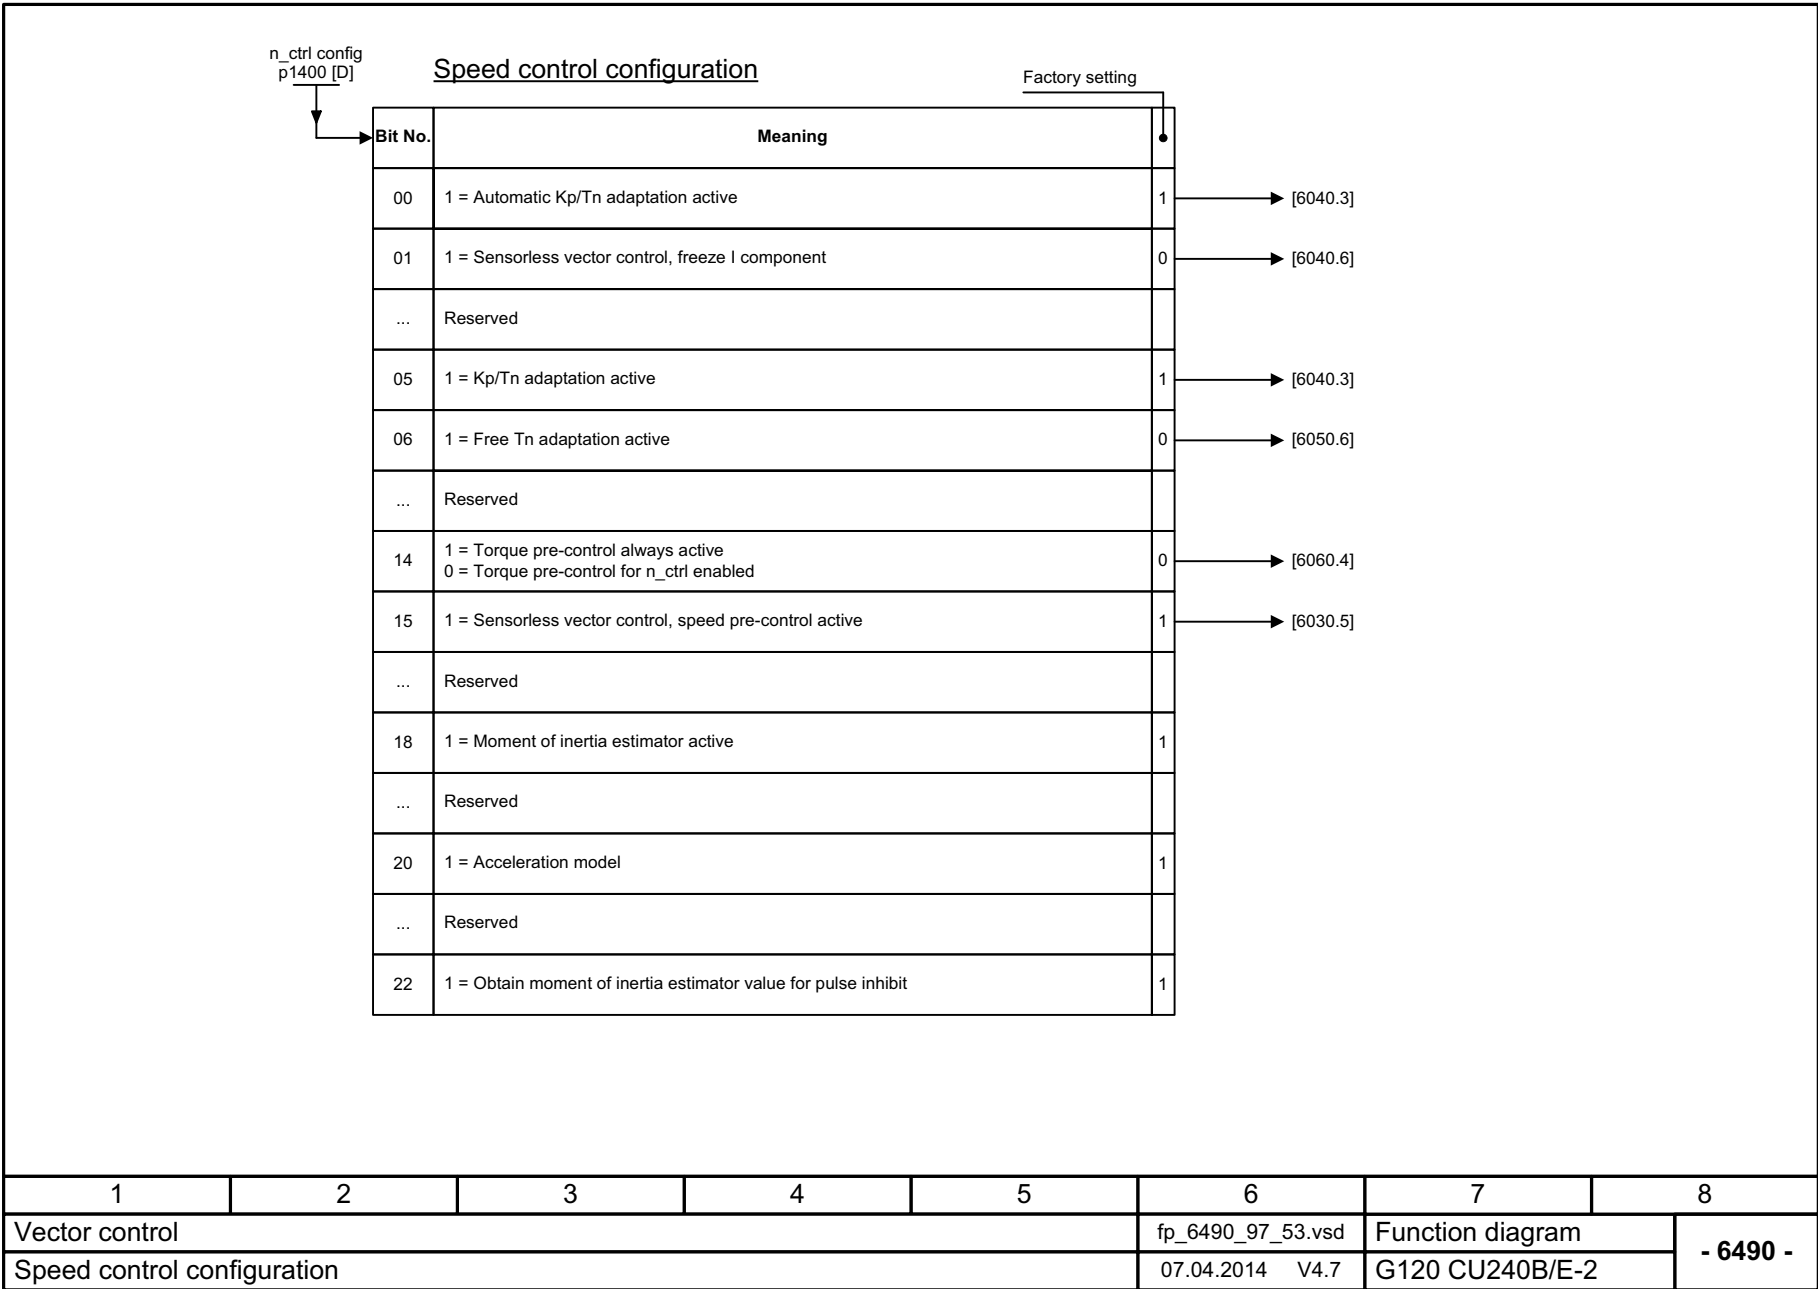 n_ctrl config
p1400 [D]
Speed control configuration
Factory setting
Bit No. Meaning
00 1 = Automatic Kp/Tn adaptation active 1 [6040.3]
01 1 = Sensorless vector control, freeze I component 0 [6040.6]
... Reserved
05 1 = Kp/Tn adaptation active 1 [6040.3]
06 1 = Free Tn adaptation active 0 [6050.6]
... Reserved
14 1 = Torque pre-control always active
0 = Torque pre-control for n_ctrl enabled 0 [6060.4]
15 1 = Sensorless vector control, speed pre-control active 1 [6030.5]
... Reserved
18 1 = Moment of inertia estimator active 1
... Reserved
20 1 = Acceleration model 1
... Reserved
22 1 = Obtain moment of inertia estimator value for pulse inhibit 1
1 2 3 4 5 6 7 8
Vector control fp_6490_97_53.vsd Function diagram
- 6490 -
Speed control configuration 07.04.2014 V4.7 G120 CU240B/E-2